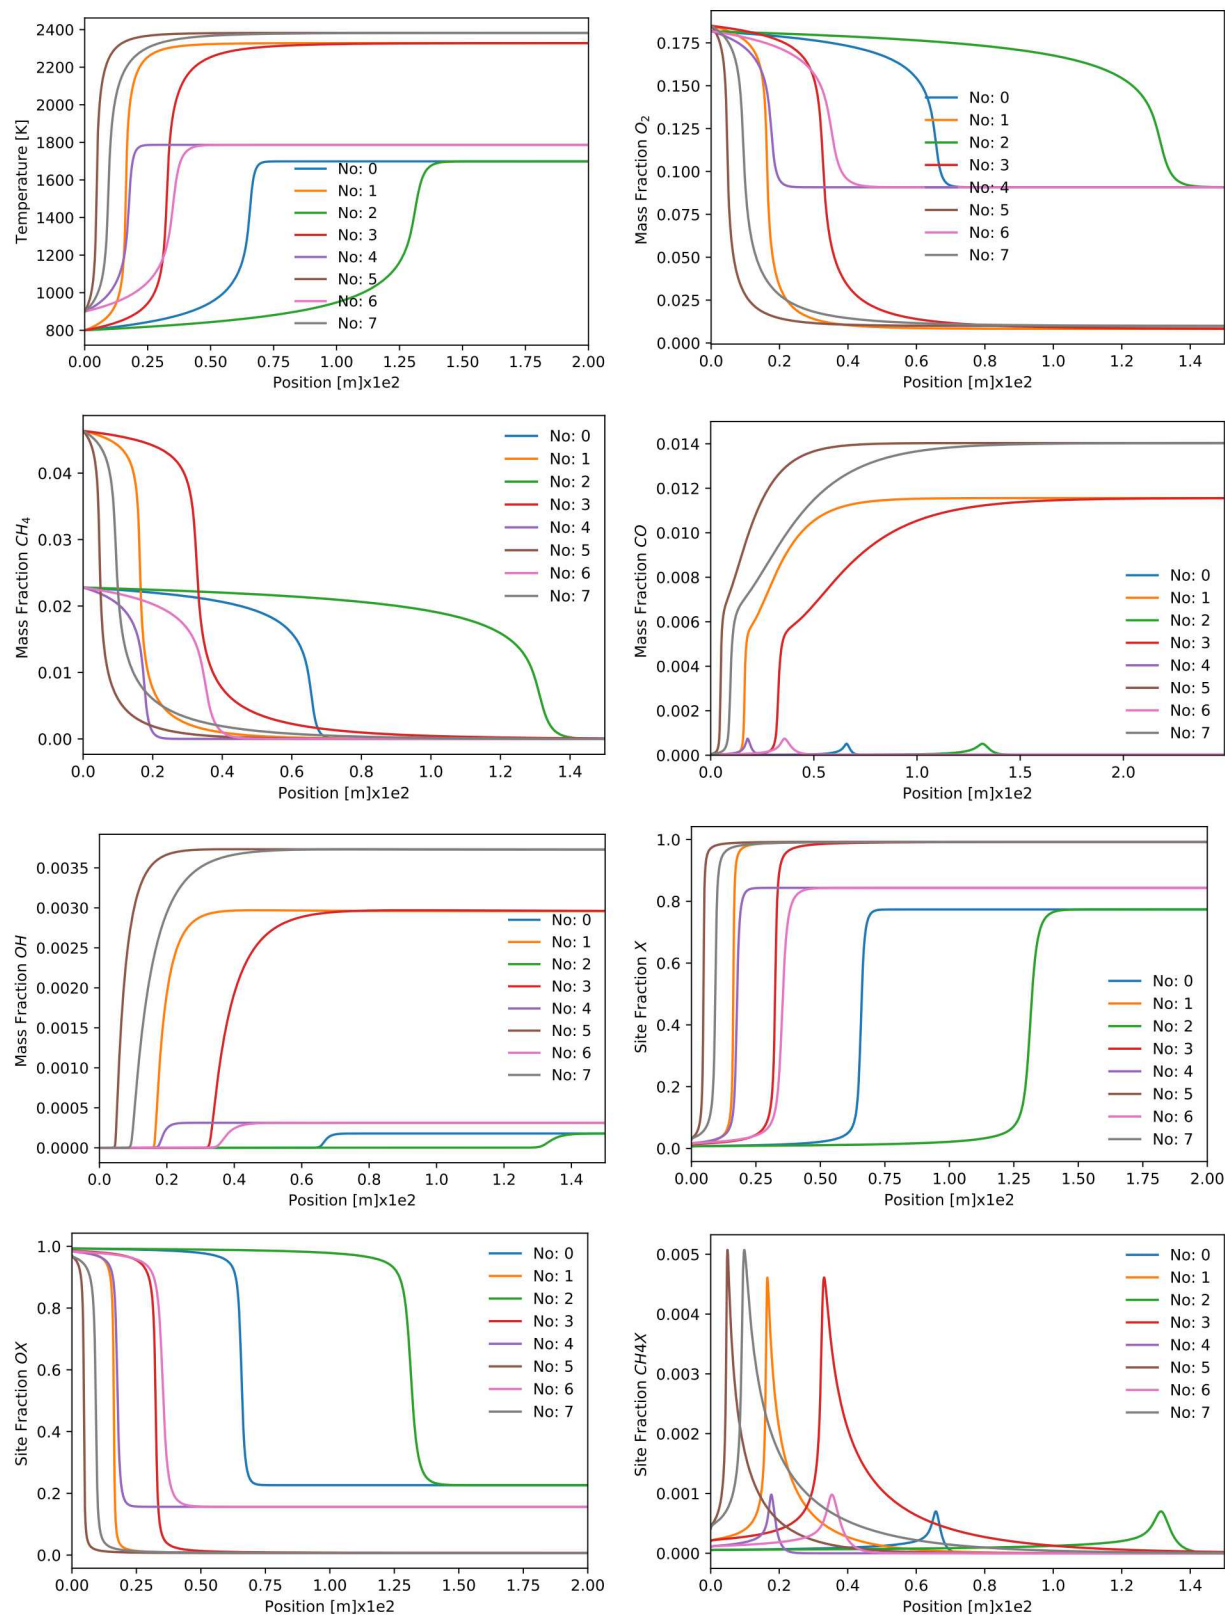 Temperature [K]
2400
2200
2000
1800
1600
1400
1200
1000
800
No: 0
No: 1
No: 2
No: 3
No: 4
No: 5
No: 6
No: 7
0.00 0.25 0.50 0.75 1.00 1.25 1.50 1.75 2.00
Position [m]x1e2
Mass Fraction O2
0.175
0.150
0.125
0.100
0.075
0.050
0.025
0.000
No: 0
No: 1
No: 2
No: 3
No: 4
No: 5
No: 6
No: 7
0.0 0.2 0.4 0.6 0.8 1.0 1.2 1.4
Position [m]x1e2
Mass Fraction CH4
0.04
0.03
0.02
0.01
0.00
No: 0
No: 1
No: 2
No: 3
No: 4
No: 5
No: 6
No: 7
0.0 0.2 0.4 0.6 0.8 1.0 1.2 1.4
Position [m]x1e2
Mass Fraction CO
0.014
0.012
0.010
0.008
0.006
0.004
0.002
0.000
No: 0
No: 1
No: 2
No: 3
No: 4
No: 5
No: 6
No: 7
0.0 0.5 1.0 1.5 2.0
Position [m]x1e2
Mass Fraction OH
0.0035
0.0030
0.0025
0.0020
0.0015
0.0010
0.0005
0.0000
No: 0
No: 1
No: 2
No: 3
No: 4
No: 5
No: 6
No: 7
0.0 0.2 0.4 0.6 0.8 1.0 1.2 1.4
Position [m]x1e2
Site Fraction X
1.0
0.8
0.6
0.4
0.2
0.0
No: 0
No: 1
No: 2
No: 3
No: 4
No: 5
No: 6
No: 7
0.00 0.25 0.50 0.75 1.00 1.25 1.50 1.75 2.00
Position [m]x1e2
Site Fraction OX
1.0
0.8
0.6
0.4
0.2
0.0
No: 0
No: 1
No: 2
No: 3
No: 4
No: 5
No: 6
No: 7
0.00 0.25 0.50 0.75 1.00 1.25 1.50 1.75 2.00
Position [m]x1e2
Site Fraction CH4X
0.005
0.004
0.003
0.002
0.001
0.000
No: 0
No: 1
No: 2
No: 3
No: 4
No: 5
No: 6
No: 7
0.0 0.2 0.4 0.6 0.8 1.0 1.2 1.4
Position [m]x1e2